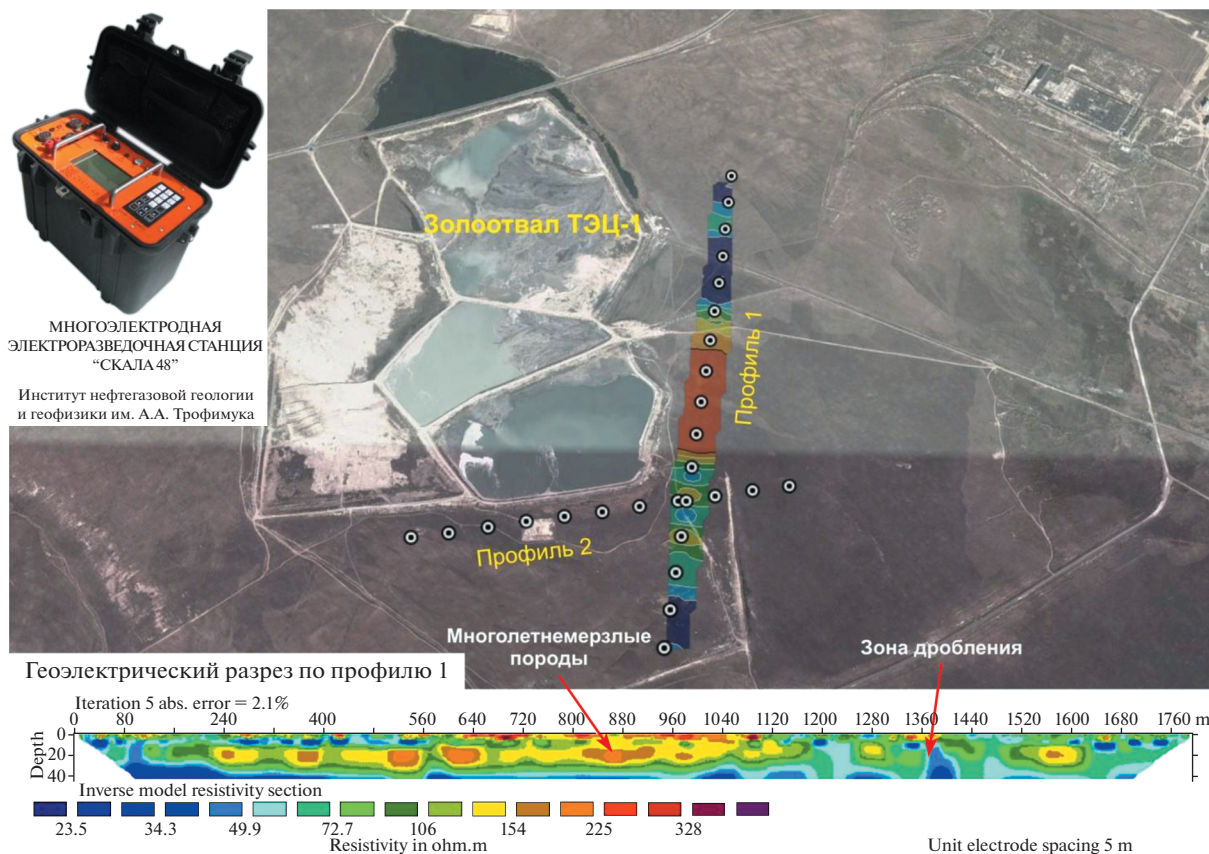 МНОГОЭЛЕКТРОДНАЯ
ЭЛЕКТРОРАЗВЕДОЧНАЯ СТАНЦИЯ
“СКАЛА 48”
Институт нефтегазовой геологии
и геофизики им. А.А. Трофимука
Золоотвал ТЭЦ-1
Профиль 1
Профиль 2
Многолетнемерзлые
породы
Зона дробления
Геоэлектрический разрез по профилю 1
Iteration 5 abs. error = 2.1%
0 80 240 400 560 640 720 800 880 960 1040 1120 1200 1280 1360 1440 1520 1600 1680 1760 m
Depth
0
20
40
Inverse model resistivity section
23.5 34.3 49.9 72.7 106 154 225 328
Resistivity in ohm.m
Unit electrode spacing 5 m